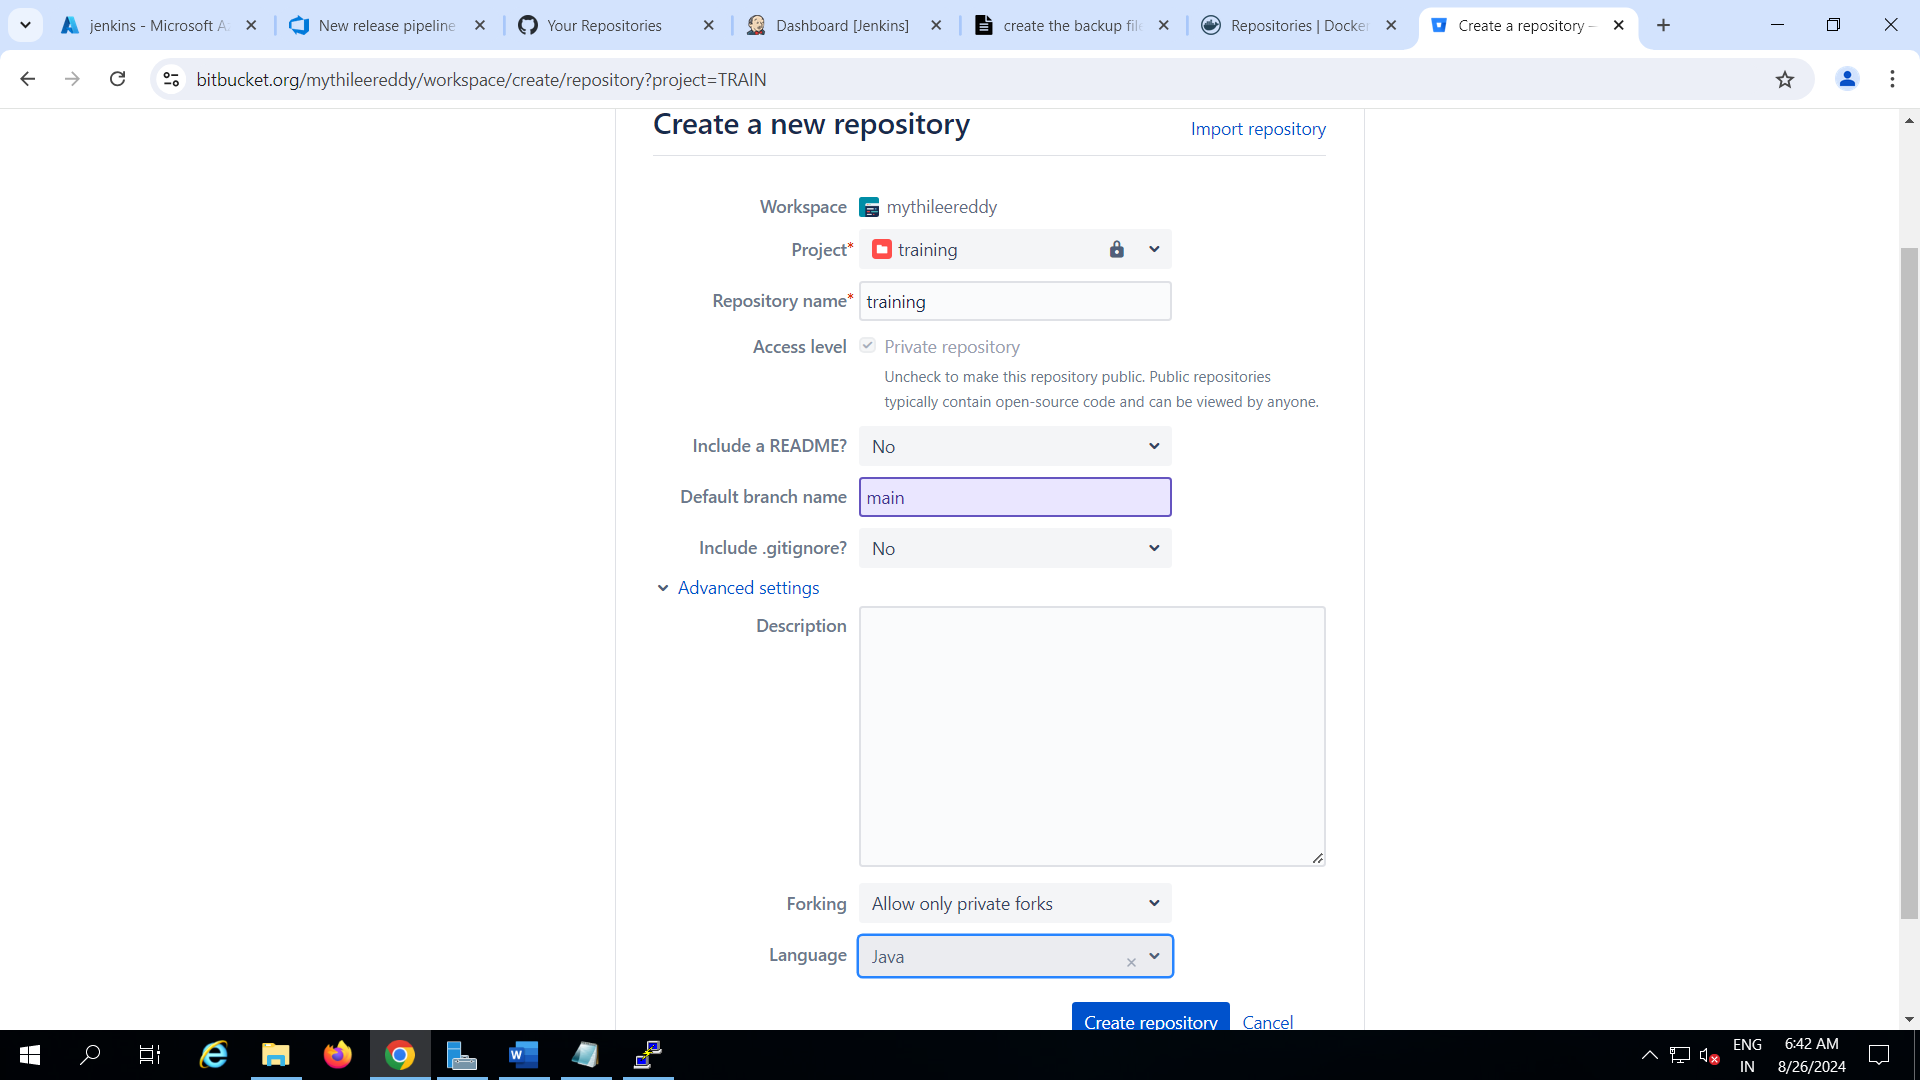 jenkins - Microsoft A
New release pipeline
Your Repositories
Dashboard [Jenkins]
create the backup fil
Repositories | Docker
Create a repository –
bitbucket.org/mythileereddy/workspace/create/repository?project=TRAIN
Create a new repository
Import repository
Workspace mythileereddy
Project* training
Repository name* training
Access level Private repository
Uncheck to make this repository public. Public repositories
typically contain open-source code and can be viewed by anyone.
Include a README? No
Default branch name main
Include .gitignore? No
Advanced settings
Description
Forking Allow only private forks
Language Java
Create repository Cancel
ENG
IN
6:42 AM
8/26/2024